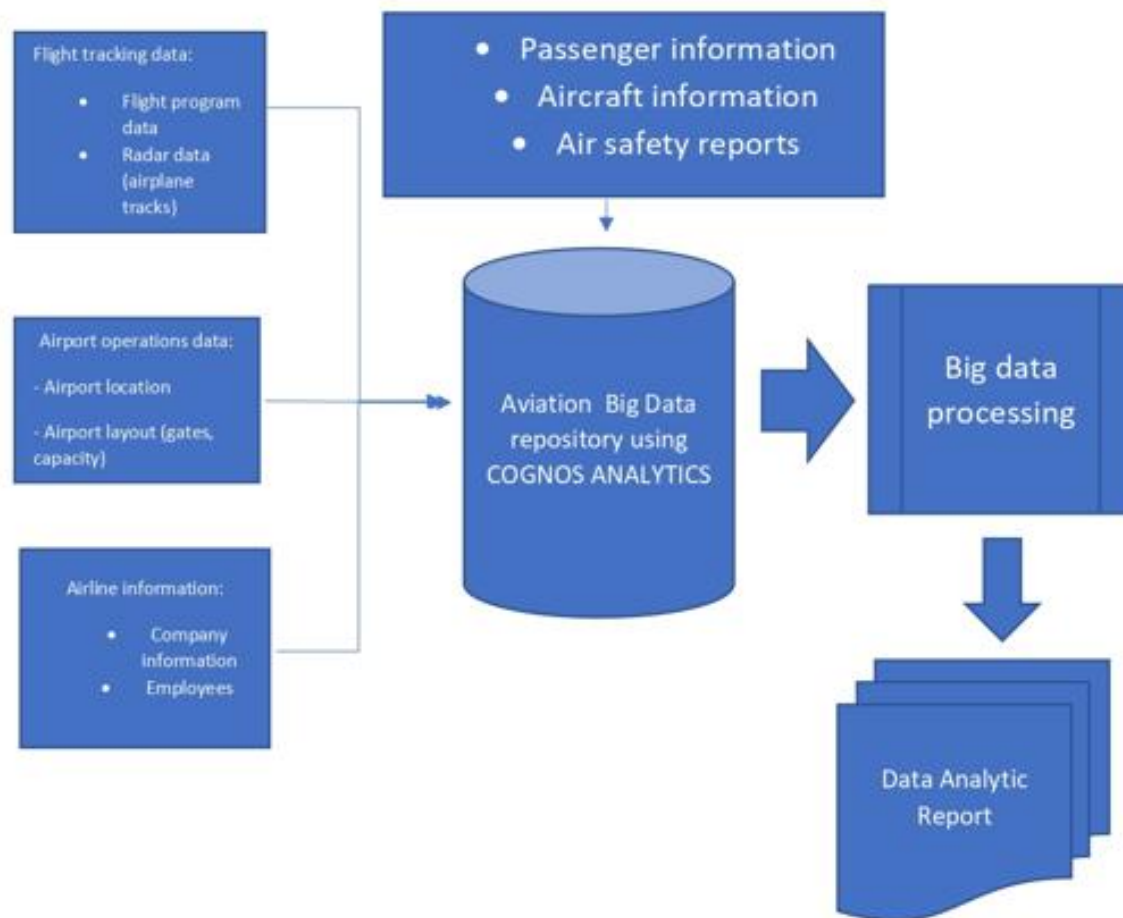 Flight tracking data:
• Flight program
data
• Radar data
(airplane
tracks)
• Passenger information
• Aircraft information
• Air safety reports
Airport operations data:
- Airport location
- Airport layout (gates,
capacity)
Aviation Big Data
repository using
COGNOS ANALYTICS
Big data
processing
Airline information:
• Company
information
• Employees
Data Analytic
Report